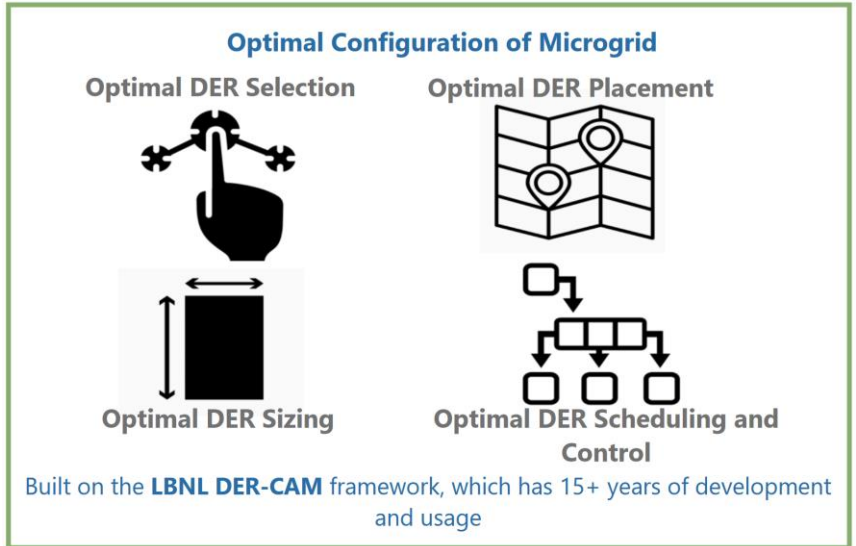 Optimal Configuration of Microgrid
Optimal DER Selection
Optimal DER Placement
Optimal DER Sizing
Optimal DER Scheduling and
Control
Built on the LBNL DER-CAM framework, which has 15+ years of development
and usage